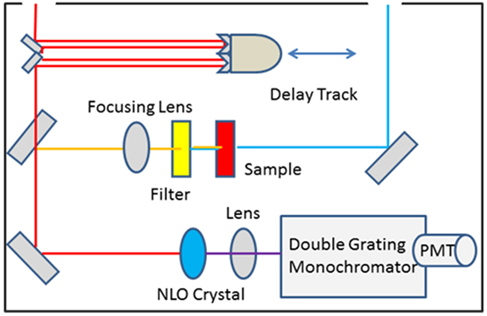 Delay Track
Focusing Lens
Filter
Sample
Lens
NLO Crystal
Double Grating
Monochromator
PMT